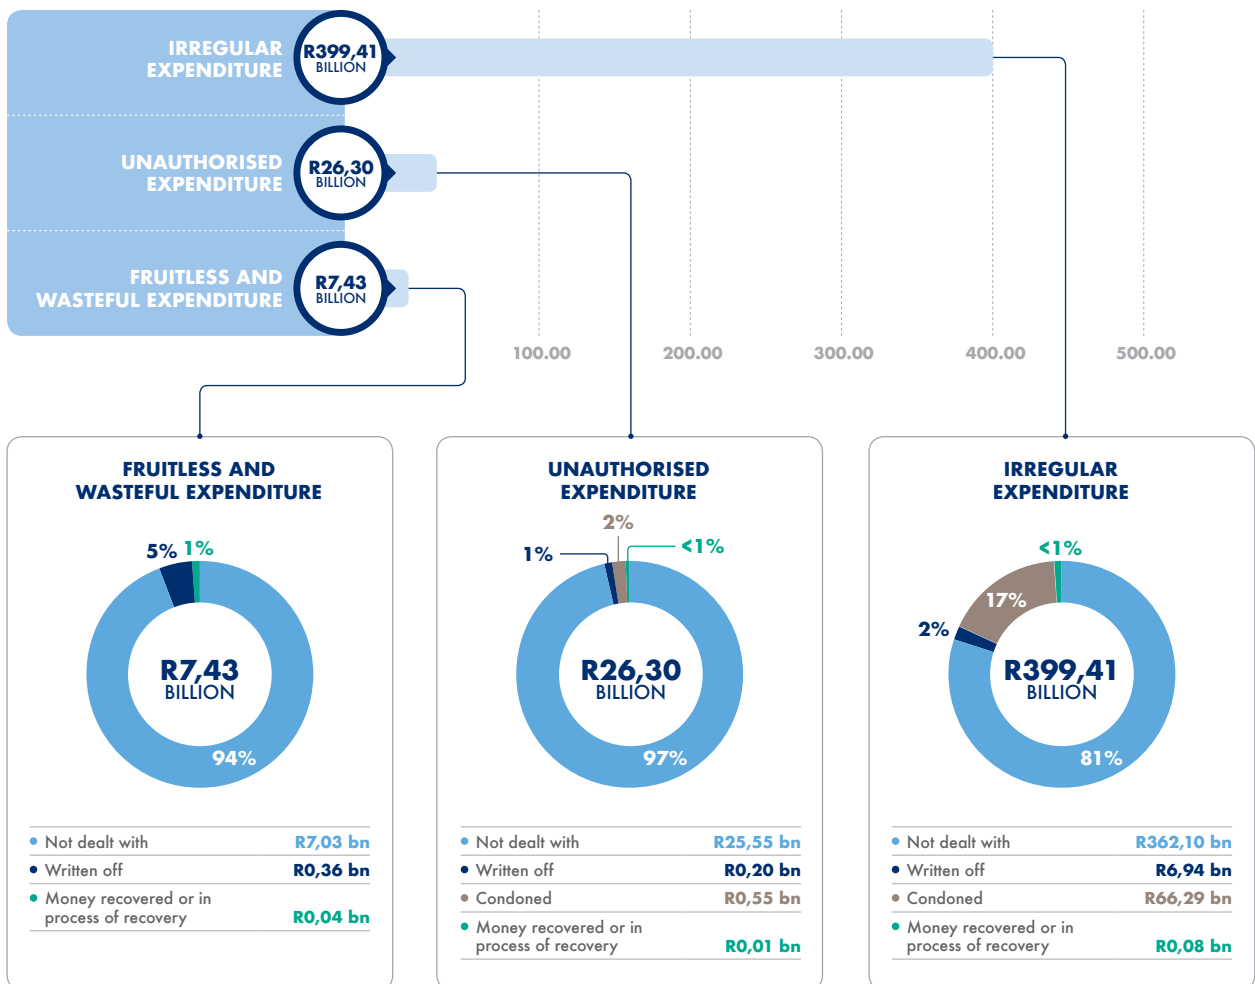 IRREGULAR
EXPENDITURE
R399,41
BILLION
UNAUTHORISED
EXPENDITURE
R26,30
BILLION
FRUITLESS AND
WASTEFUL EXPENDITURE
R7,43
BILLION
100.00 200.00 300.00 400.00 500.00
FRUITLESS AND
WASTEFUL EXPENDITURE
5% 1%
R7,43
BILLION
94%
Not dealt with R7,03 bn
Written off R0,36 bn
Money recovered or in
process of recovery R0,04 bn
UNAUTHORISED
EXPENDITURE
2%
1% <1%
R26,30
BILLION
97%
Not dealt with R25,55 bn
Written off R0,20 bn
Condoned R0,55 bn
Money recovered or in
process of recovery R0,01 bn
IRREGULAR
EXPENDITURE
<1%
17%
2%
R399,41
BILLION
81%
Not dealt with R362,10 bn
Written off R6,94 bn
Condoned R66,29 bn
Money recovered or in
process of recovery R0,08 bn